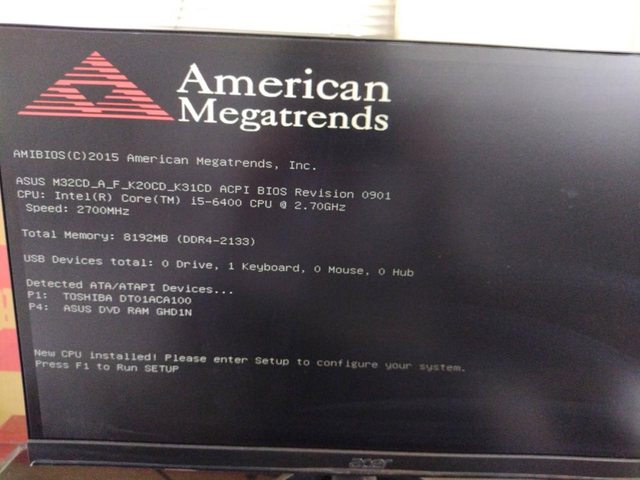 American
Megatrends
AMIBIOS(C)2015 American Megatrends, Inc.
ASUS M32CD_A_F_K20CD_K31CD ACPI BIOS Revision 0901
CPU: Intel(R) Core(TM) i5-6400 CPU @ 2.70GHz
Speed: 2700MHz
Total Memory: 8192MB (DDR4-2133)
USB Devices total: 0 Drive, 1 Keyboard, 0 Mouse, 0 Hub
Detected ATA/ATAPI Devices...
P1: TOSHIBA DT01ACA100
P4: ASUS DVD RAM GHD1N
New CPU installed! Please enter Setup to configure your system.
Press F1 to Run SETUP
acer